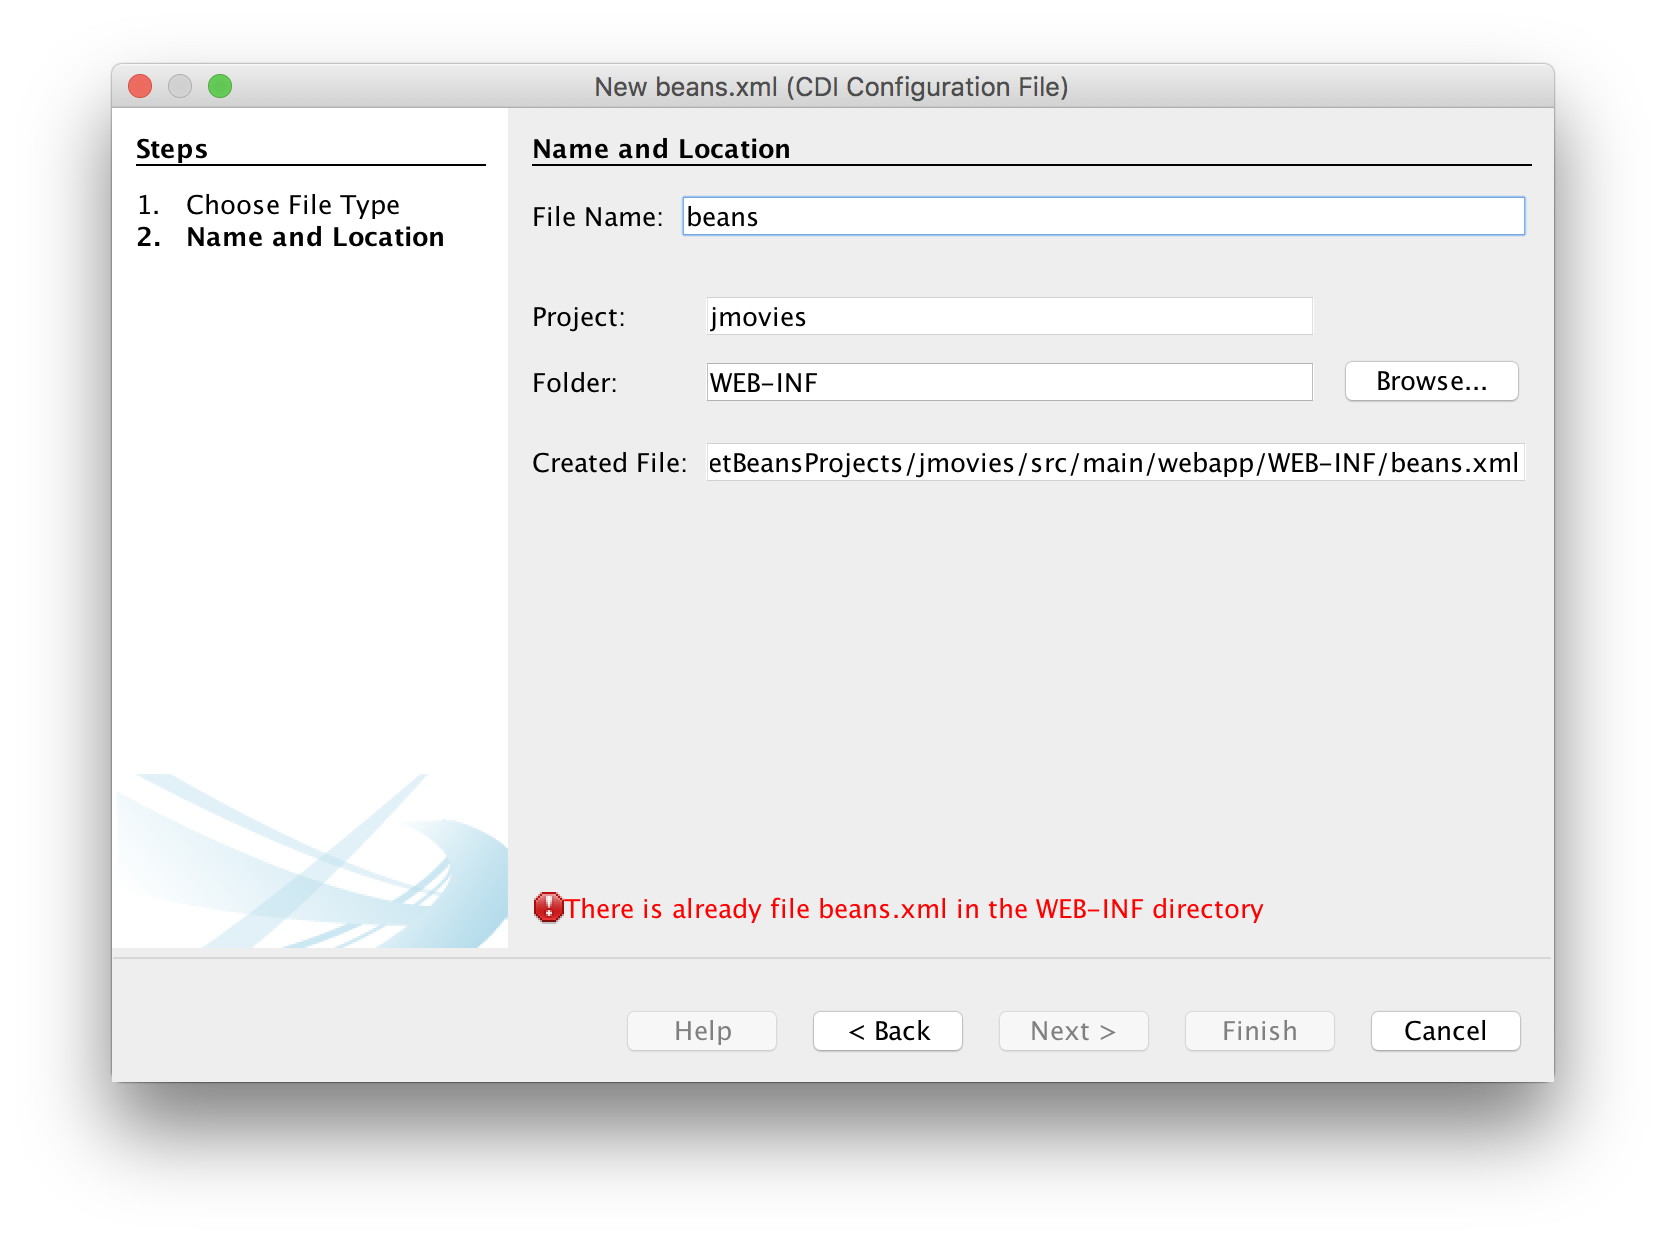 New beans.xml (CDI Configuration File)
Steps
1. Choose File Type
2. Name and Location
Name and Location
File Name: beans
Project: jmovies
Folder: WEB-INF Browse...
Created File: etBeansProjects/jmovies/src/main/webapp/WEB-INF/beans.xml
There is already file beans.xml in the WEB-INF directory
Help < Back Next > Finish Cancel